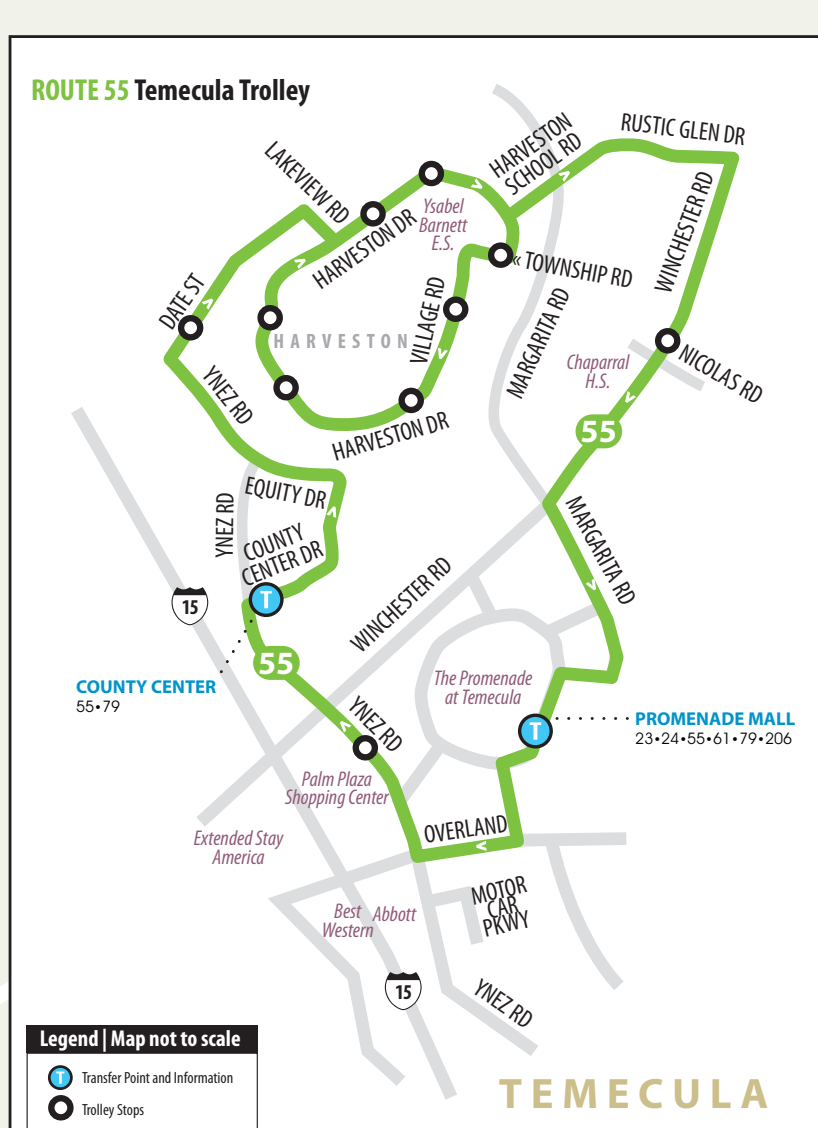 ROUTE 55 Temecula Trolley
RUSTIC GLEN DR
HARVESTON
SCHOOL RD
LAKEVIEW RD
WINCHESTER RD
Ysabel
Barnett
E.S.
HARVESTON DR
« TOWNSHIP RD
DATE ST
VILLAGE RD
MARGARITA RD
HARVESTON
Chaparral
H.S.
NICOLAS RD
YNEZ RD
55
HARVESTON DR
EQUITY DR
YNEZ RD
COUNTY
CENTER DR
MARGARITA RD
WINCHESTER RD
15
T
55
COUNTY CENTER
55•79
The Promenade
at Temecula
YNEZ RD
T
PROMENADE MALL
23•24•55•61•79•206
Palm Plaza
Shopping Center
OVERLAND
Extended Stay
America
MOTOR
CAR
PKWY
Best
Western
Abbott
15
YNEZ RD
Legend | Map not to scale
T Transfer Point and Information
Trolley Stops
TEMECULA